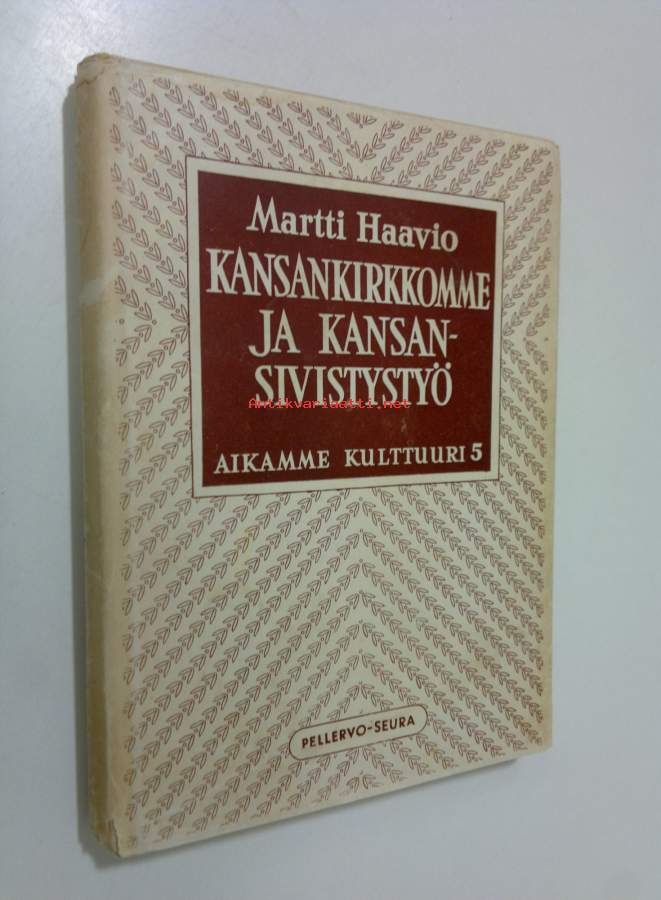 Martti Haavio
KANSANKIRKKOMME
JA KANSAN-
SIVISTYSTYÖ
Antikvariaatti.net
AIKAMME KULTTUURI 5
PELLERVO-SEURA